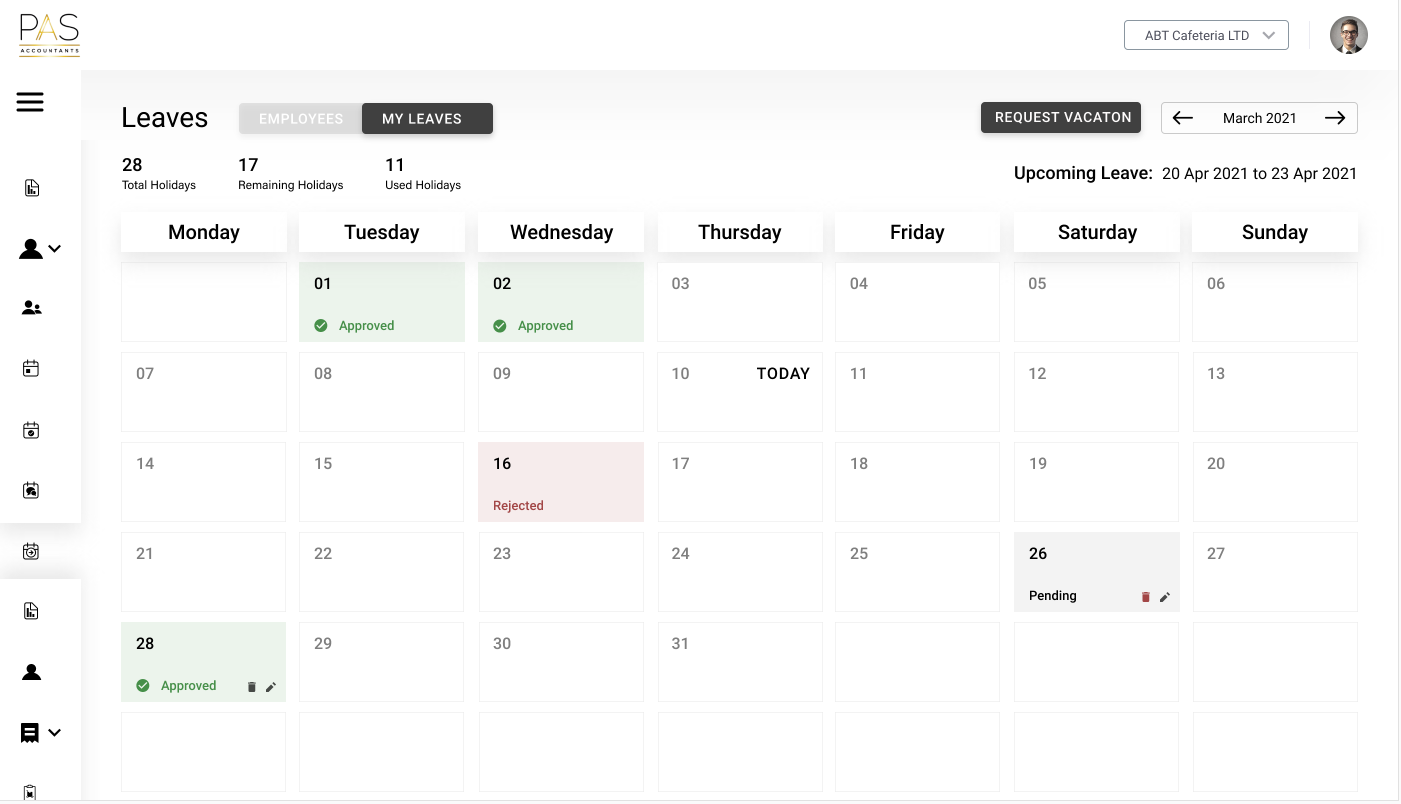 PAS
ACCOUNTANTS
ABT Cafeteria LTD
Leaves
EMPLOYEES
MY LEAVES
REQUEST VACATON
March 2021
28
17
11
Total Holidays
Remaining Holidays
Used Holidays
Upcoming Leave: 20 Apr 2021 to 23 Apr 2021
Monday
Tuesday
Wednesday
Thursday
Friday
Saturday
Sunday
01
Approved
02
Approved
03
04
05
06
07
08
09
10
TODAY
11
12
13
14
15
16
Rejected
17
18
19
20
21
22
23
24
25
26
Pending
27
28
Approved
29
30
31